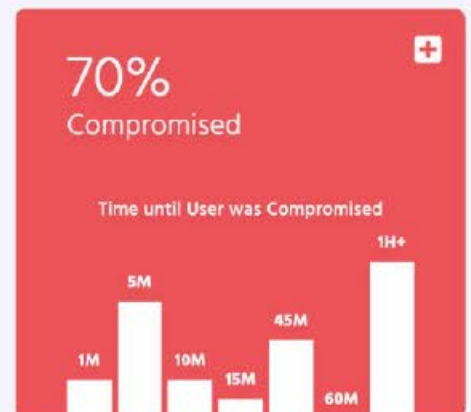 70%
Compromised
Time until User was Compromised
1H+
5M
45M
1M
10M
15M
60M